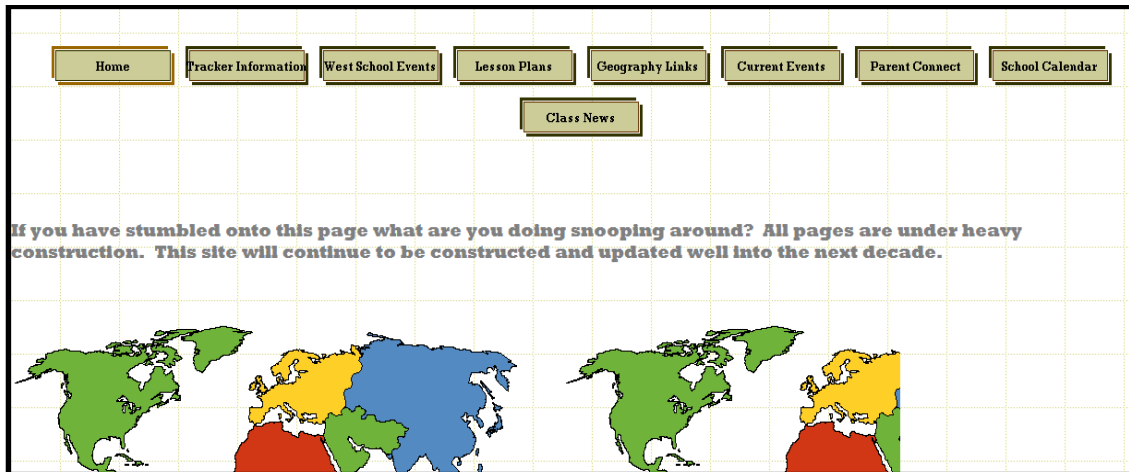 Home Tracker Information West School Events Lesson Plans Geography Links Current Events Parent Connect School Calendar
Class News
If you have stumbled onto this page what are you doing snooping around?  All pages are under heavy
construction.  This site will continue to be constructed and updated well into the next decade.